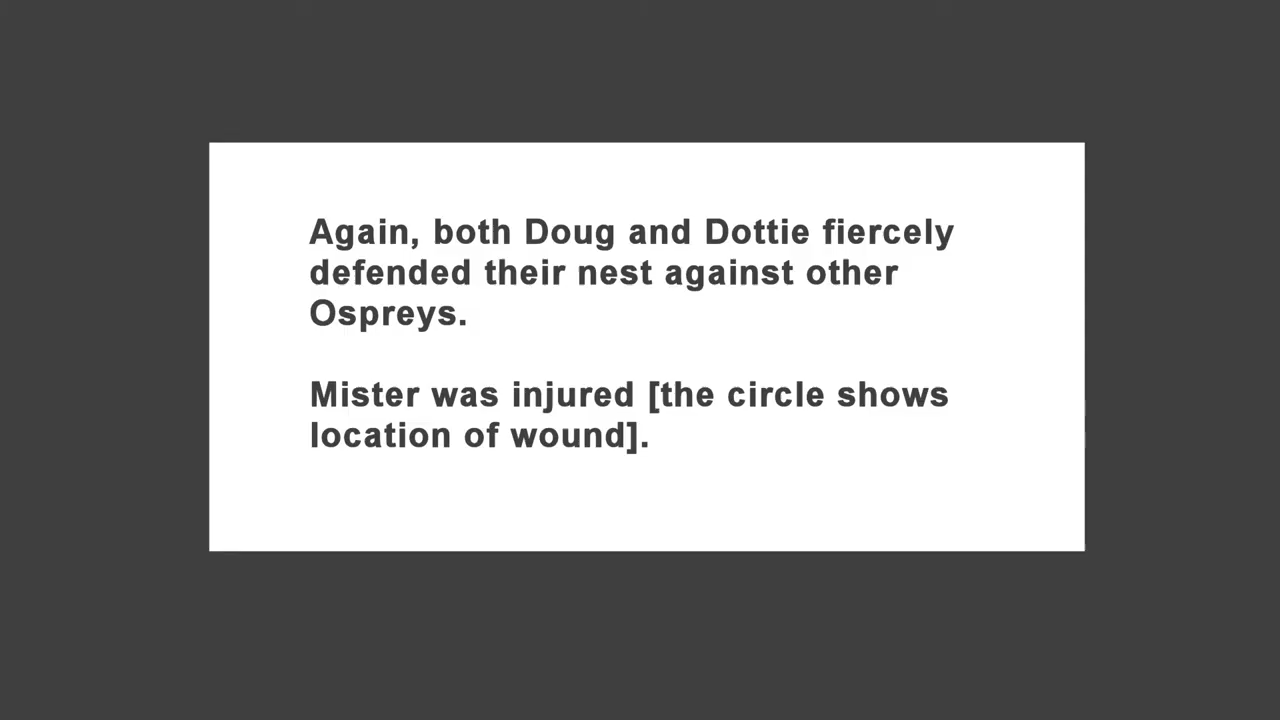 Again, both Doug and Dottie fiercely
defended their nest against other
Ospreys.
Mister was injured [the circle shows
location of wound].